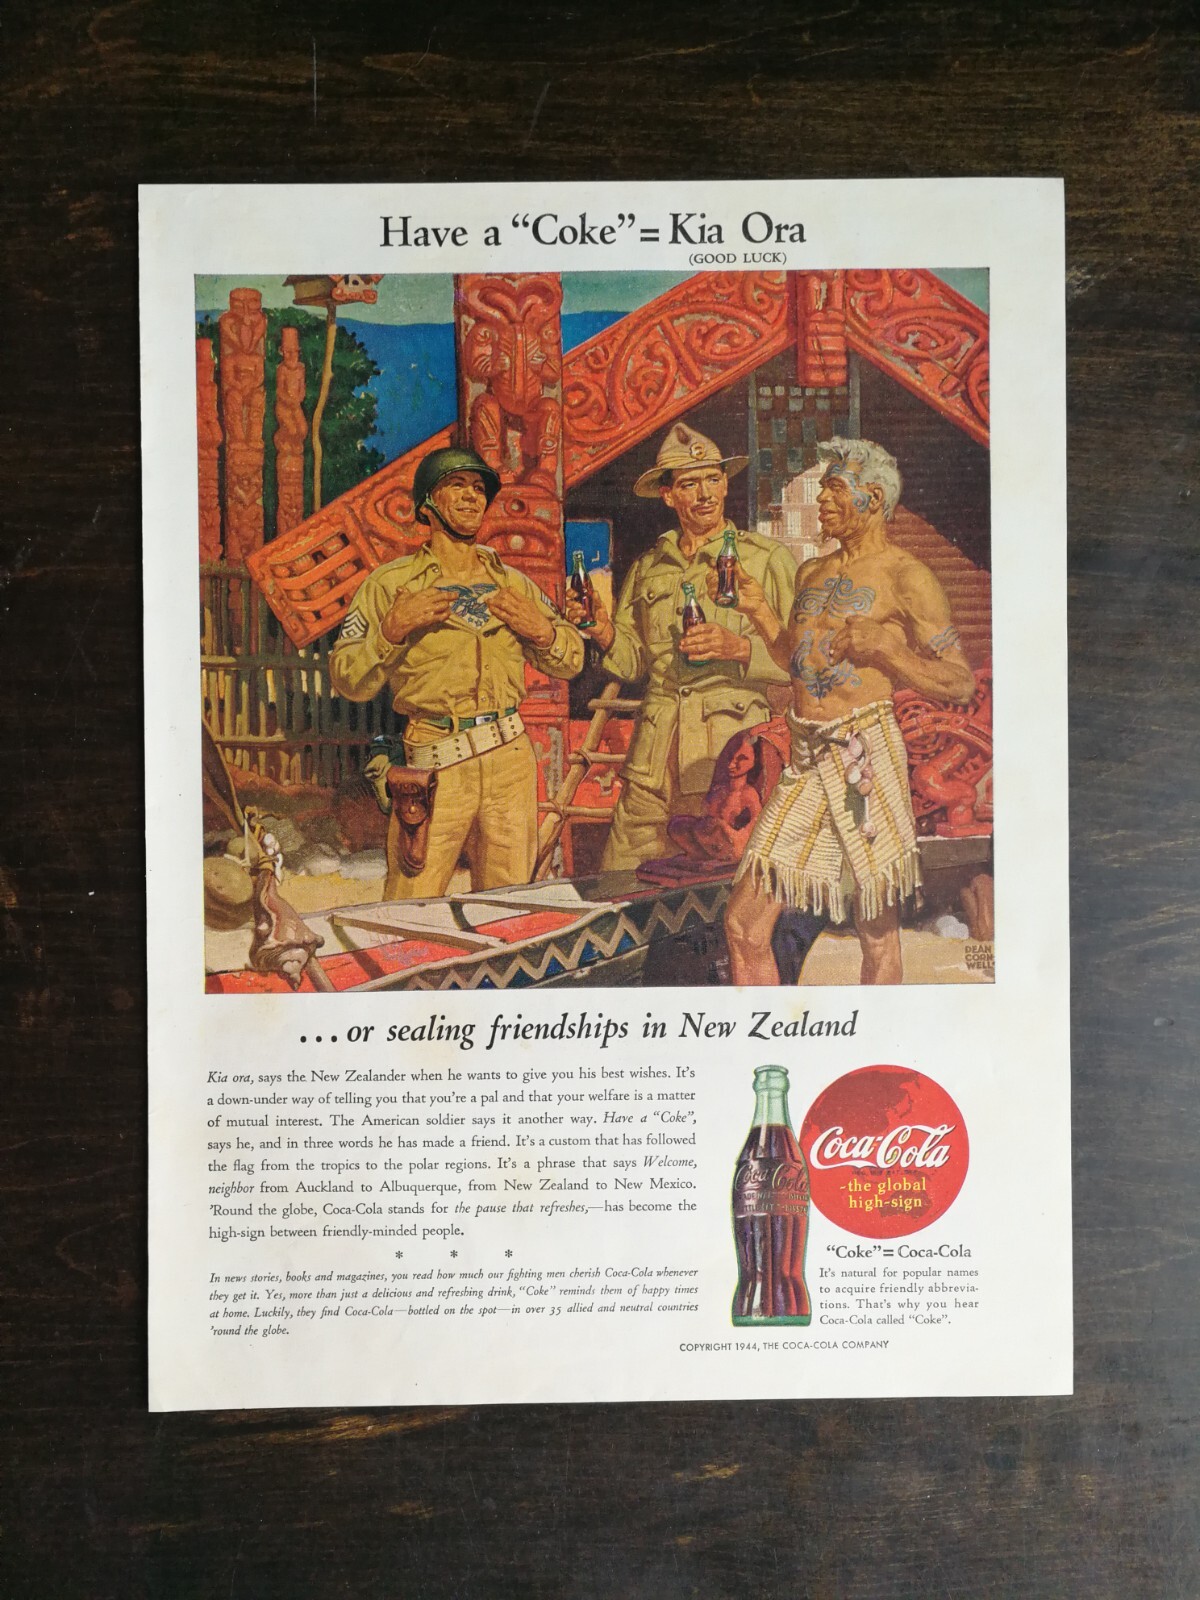 Have a “Coke”= Kia Ora
(GOOD LUCK)
DEAN
CORN
WELL
...or sealing friendships in New Zealand
Kia ora, says the New Zealander when he wants to give you his best wishes. It’s
a down-under way of telling you that you’re a pal and that your welfare is a matter
of mutual interest. The American soldier says it another way. Have a “Coke”,
says he, and in three words he has made a friend. It’s a custom that has followed
the flag from the tropics to the polar regions. It’s a phrase that says Welcome,
neighbor from Auckland to Albuquerque, from New Zealand to New Mexico.
’Round the globe, Coca-Cola stands for the pause that refreshes,—has become the
high-sign between friendly-minded people.
* * *
In news stories, books and magazines, you read how much our fighting men cherish Coca-Cola whenever
they get it. Yes, more than just a delicious and refreshing drink, “Coke” reminds them of happy times
at home. Luckily, they find Coca-Cola—bottled on the spot—in over 35 allied and neutral countries
’round the globe.
Coca-Cola
Coca-Cola
-the global
high-sign
“Coke”= Coca-Cola
It’s natural for popular names
to acquire friendly abbrevia-
tions. That’s why you hear
Coca-Cola called “Coke”.
COPYRIGHT 1944, THE COCA-COLA COMPANY